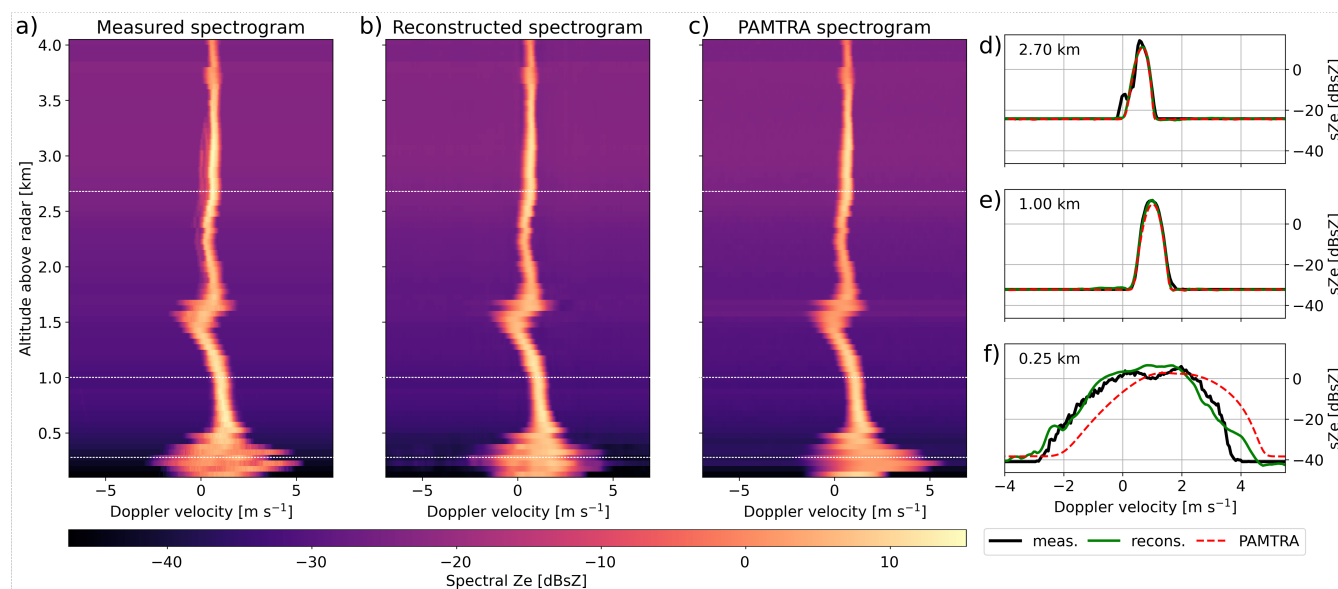 a) Measured spectrogram
b) Reconstructed spectrogram
c) PAMTRA spectrogram
Altitude above radar [km]
4.0
3.5
3.0
2.5
2.0
1.5
1.0
0.5
−5 0 5
Doppler velocity [m s⁻¹]
−5 0 5
Doppler velocity [m s⁻¹]
−5 0 5
Doppler velocity [m s⁻¹]
−40 −30 −20 −10 0 10
Spectral Ze [dBsZ]
d) 2.70 km
0
−20
−40
sZe [dBsZ]
e) 1.00 km
0
−20
−40
sZe [dBsZ]
f) 0.25 km
0
−20
−40
sZe [dBsZ]
−4 −2 0 2 4
Doppler velocity [m s⁻¹]
meas. recons. PAMTRA